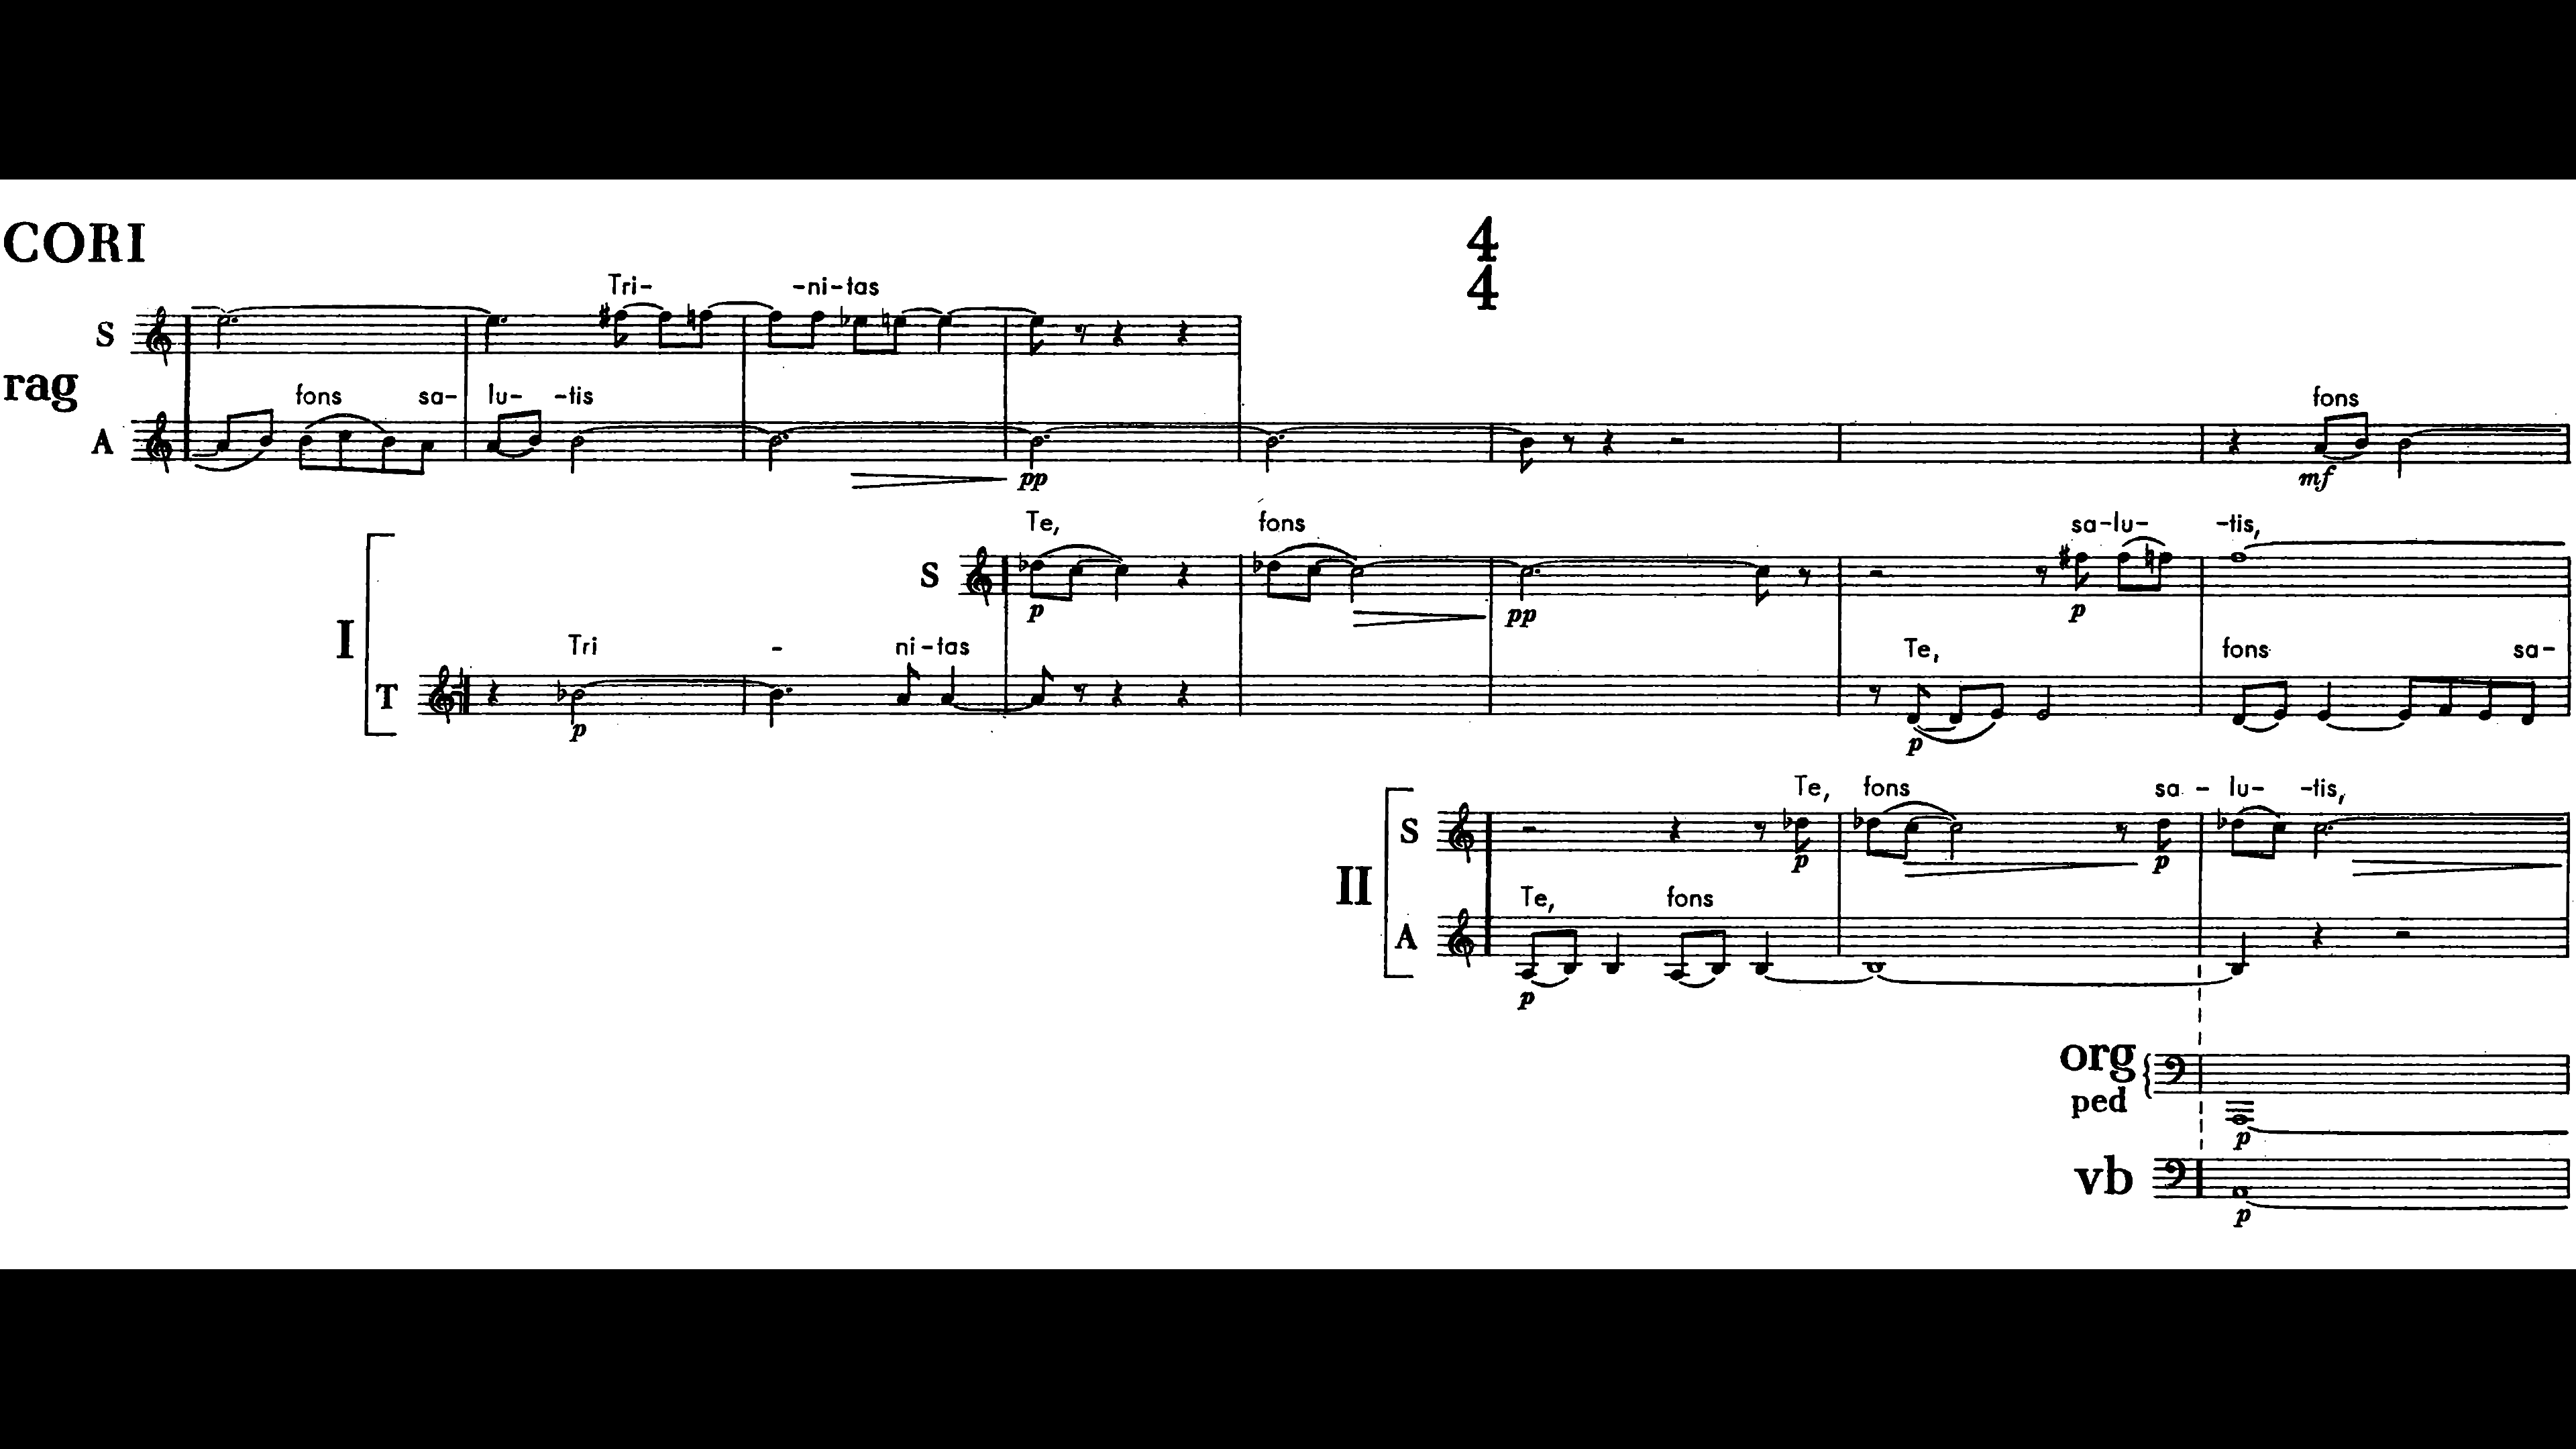 CORI
4
4
Tri- -ni-tas
S
rag
fons sa- lu- -tis fons
A
pp mf
Te, fons sa-lu- -tis,
S
p pp p
I
Tri - ni-tas Te, fons sa-
T
p p
Te, fons sa - lu- -tis,
S
p p
II
Te, fons
A
p
org
ped
p
vb
p